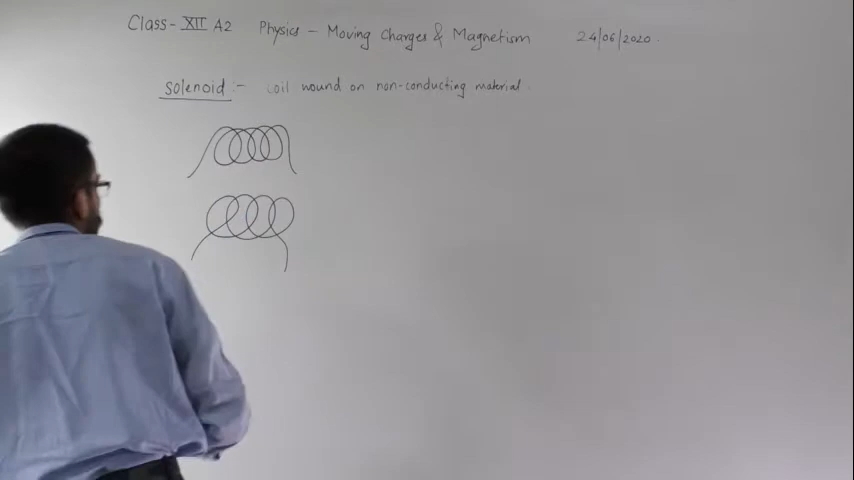 Class-XII A2 Physics - Moving Charges & Magnetism 24/06/2020.
Solenoid :- coil wound on non-conducting material.